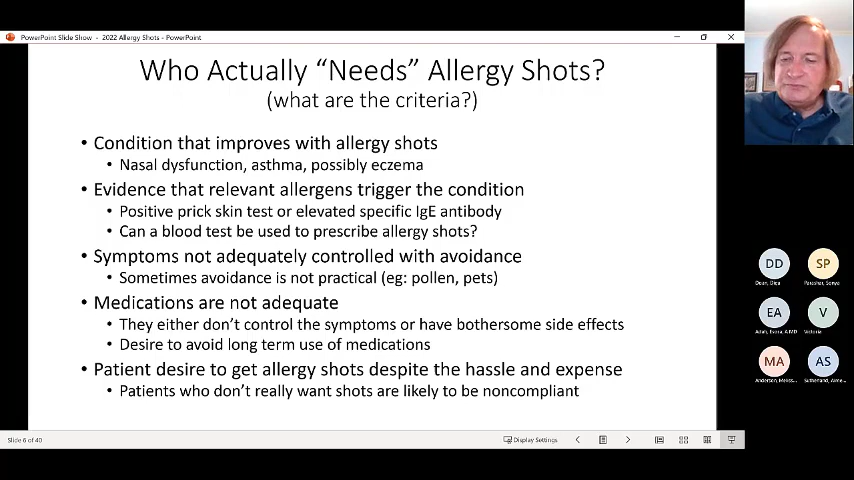 PowerPoint Slide Show - 2022 Allergy Shots - PowerPoint
Who Actually “Needs” Allergy Shots?
(what are the criteria?)
• Condition that improves with allergy shots
• Nasal dysfunction, asthma, possibly eczema
• Evidence that relevant allergens trigger the condition
• Positive prick skin test or elevated specific IgE antibody
• Can a blood test be used to prescribe allergy shots?
• Symptoms not adequately controlled with avoidance
• Sometimes avoidance is not practical (eg: pollen, pets)
• Medications are not adequate
• They either don’t control the symptoms or have bothersome side effects
• Desire to avoid long term use of medications
• Patient desire to get allergy shots despite the hassle and expense
• Patients who don’t really want shots are likely to be noncompliant
Slide 6 of 40
Display Settings
DD
SP
EA
V
Victoria
MA
AS
Anderson, Meliss...
Sutherland, Aime...